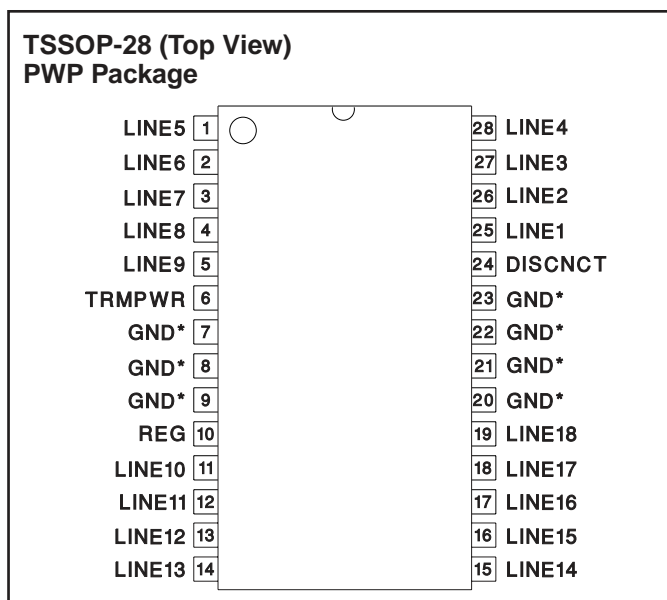 TSSOP-28 (Top View)
PWP Package
LINE5 1 28 LINE4
LINE6 2 27 LINE3
LINE7 3 26 LINE2
LINE8 4 25 LINE1
LINE9 5 24 DISCNCT
TRMPWR 6 23 GND*
GND* 7 22 GND*
GND* 8 21 GND*
GND* 9 20 GND*
REG 10 19 LINE18
LINE10 11 18 LINE17
LINE11 12 17 LINE16
LINE12 13 16 LINE15
LINE13 14 15 LINE14